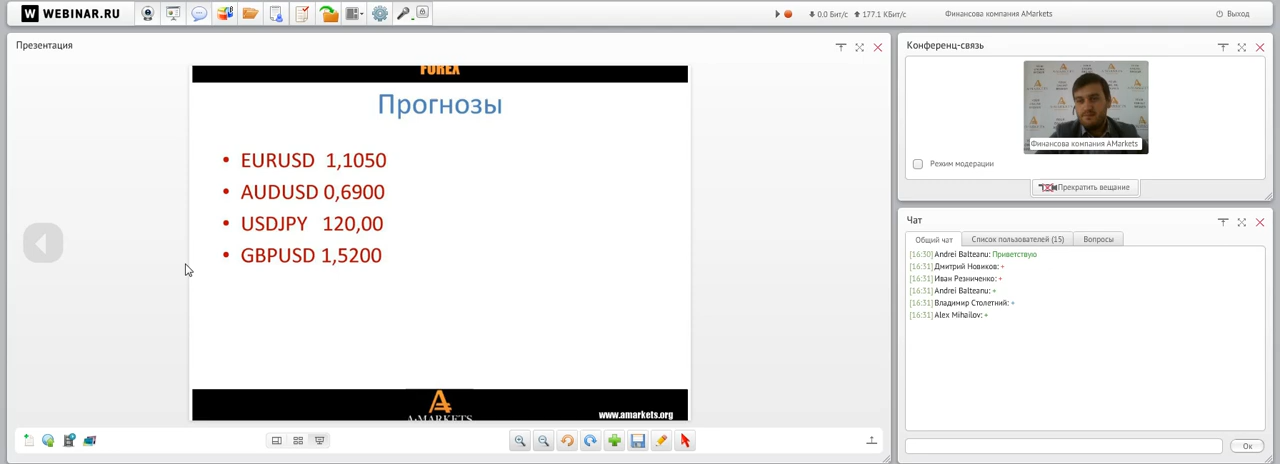 WEBINAR.RU
0.0 Бит/с 177.1 КБит/с
Финансова компания AMarkets
Выход
Презентация
FOREX
Прогнозы
• EURUSD 1,1050
• AUDUSD 0,6900
• USDJPY 120,00
• GBPUSD 1,5200
AMARKETS
www.amarkets.org
Конференц-связь
Финансова компания AMarkets
Режим модерации
Прекратить вещание
Чат
Общий чат Список пользователей (15) Вопросы
[16:30] Andrei Balteanu: Приветствую
[16:31] Дмитрий Новиков: +
[16:31] Иван Резниченко: +
[16:31] Andrei Balteanu: +
[16:31] Владимир Столетний: +
[16:31] Alex Mihailov: +
Ок